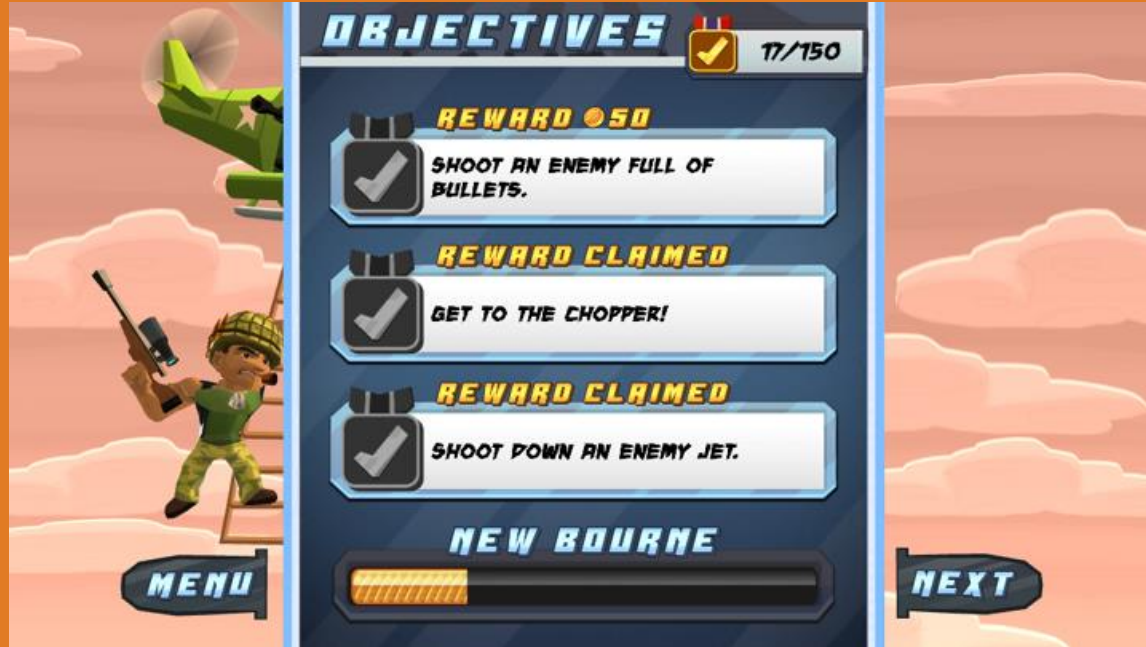 OBJECTIVES
17/150
REWARD 50
SHOOT AN ENEMY FULL OF
BULLETS.
REWARD CLAIMED
GET TO THE CHOPPER!
REWARD CLAIMED
SHOOT DOWN AN ENEMY JET.
NEW BOURNE
MENU
NEXT